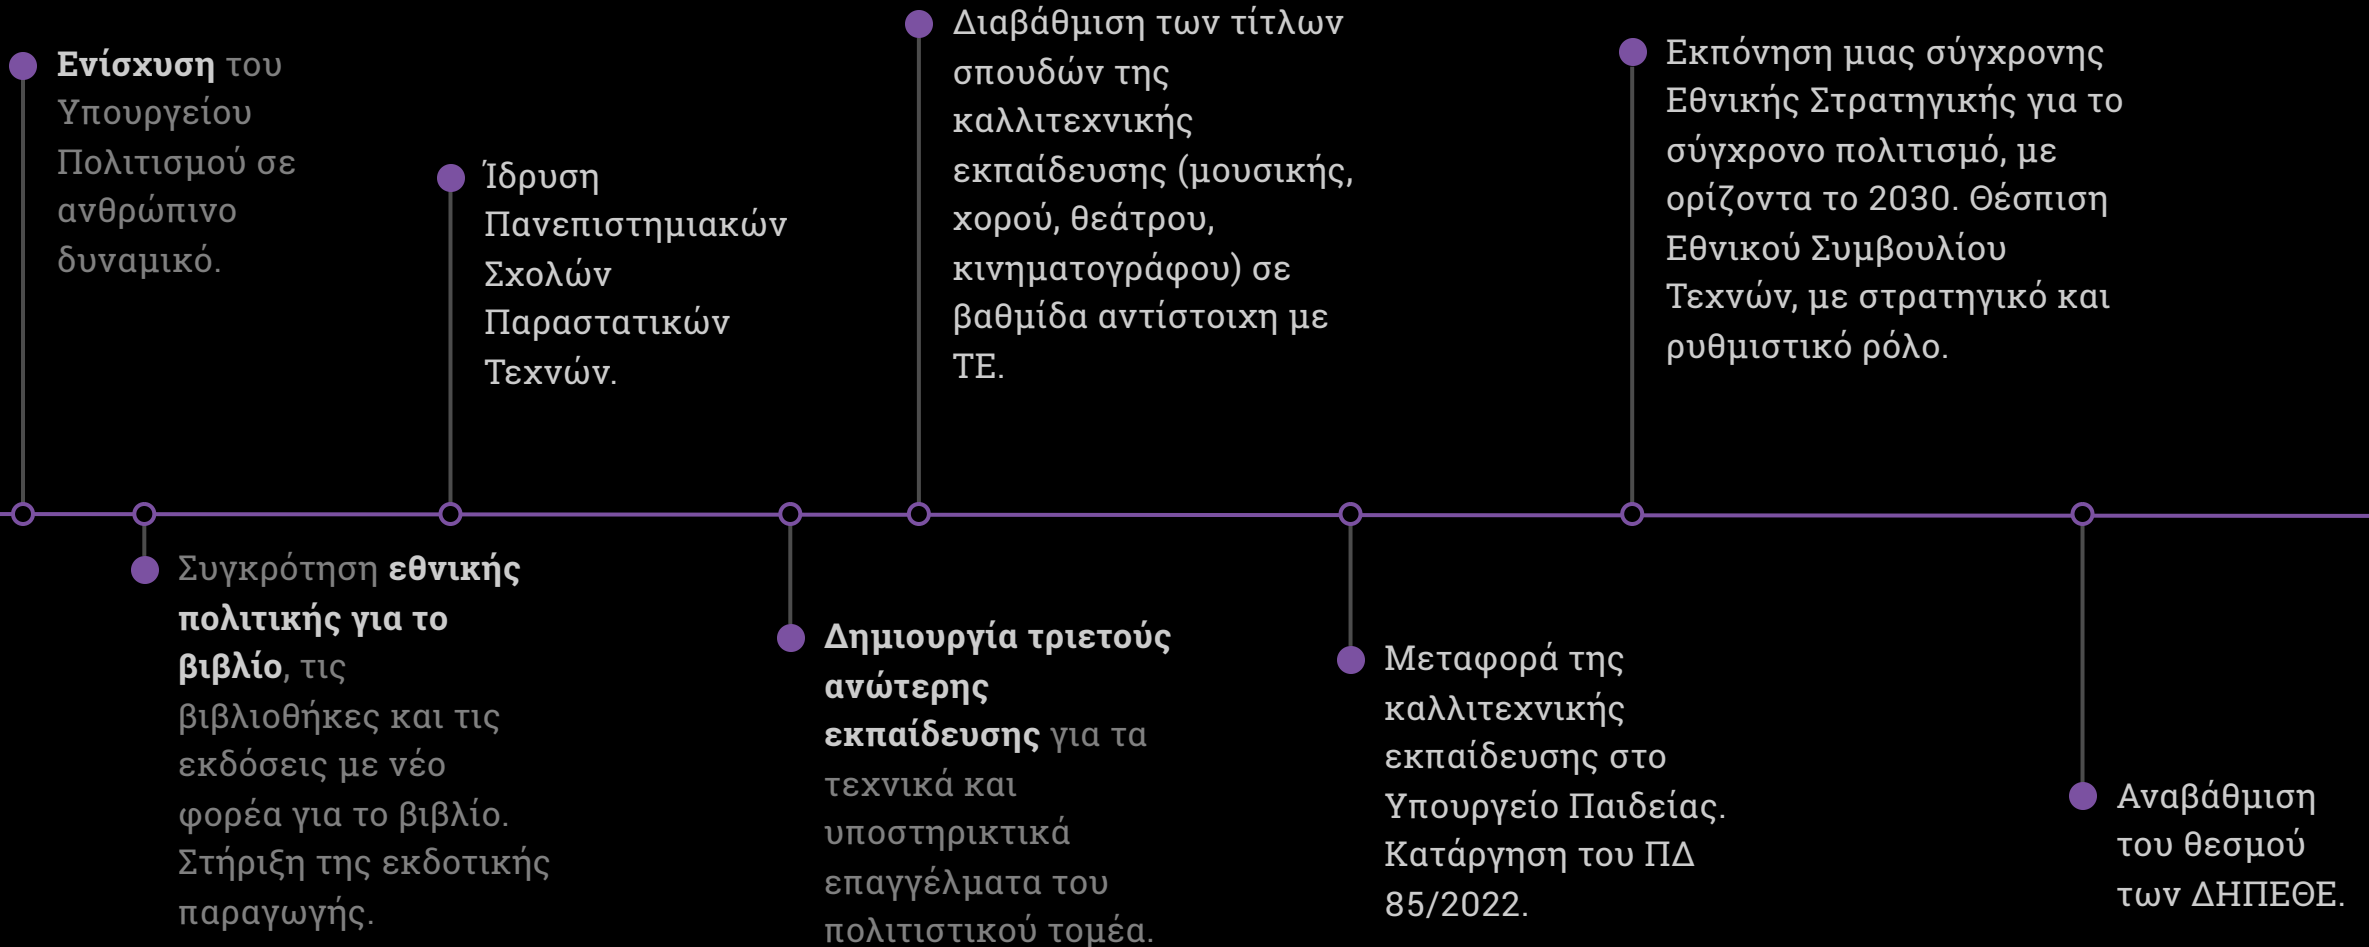 Ενίσχυση του
Υπουργείου
Πολιτισμού σε
ανθρώπινο
δυναμικό.
Συγκρότηση εθνικής
πολιτικής για το
βιβλίο, τις
βιβλιοθήκες και τις
εκδόσεις με νέο
φορέα για το βιβλίο.
Στήριξη της εκδοτικής
παραγωγής.
Ίδρυση
Πανεπιστημιακών
Σχολών
Παραστατικών
Τεχνών.
Δημιουργία τριετούς
ανώτερης
εκπαίδευσης για τα
τεχνικά και
υποστηρικτικά
επαγγέλματα του
πολιτιστικού τομέα.
Διαβάθμιση των τίτλων
σπουδών της
καλλιτεχνικής
εκπαίδευσης (μουσικής,
χορού, θεάτρου,
κινηματογράφου) σε
βαθμίδα αντίστοιχη με
ΤΕ.
Μεταφορά της
καλλιτεχνικής
εκπαίδευσης στο
Υπουργείο Παιδείας.
Κατάργηση του ΠΔ
85/2022.
Εκπόνηση μιας σύγχρονης
Εθνικής Στρατηγικής για το
σύγχρονο πολιτισμό, με
ορίζοντα το 2030. Θέσπιση
Εθνικού Συμβουλίου
Τεχνών, με στρατηγικό και
ρυθμιστικό ρόλο.
Αναβάθμιση
του θεσμού
των ΔΗΠΕΘΕ.